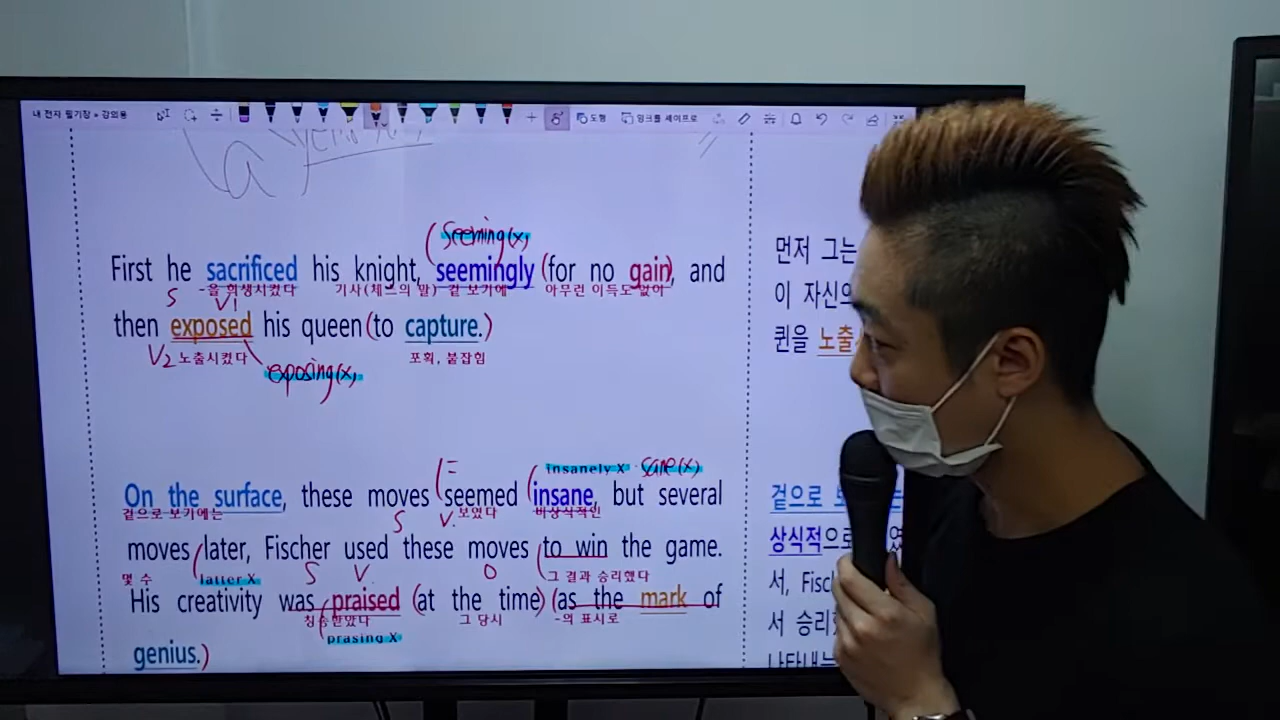 내 전자 필기장 » 강의용
도형
잉크를 셰이프로
a
seeming(x)
First he sacrificed his knight, seemingly (for no gain), and
S -을 희생시켰다 기사(체스의 말) 겉 보기에 아무런 이득도 없이
V1
then exposed his queen (to capture.)
V2 노출시켰다 포획, 붙잡힘
exposing(x)
insanely X · sane(x)
On the surface, these moves seemed (insane, but several
겉으로 보기에는 S V. 보였다 비상식적인
moves (later, Fischer used these moves (to win the game.
몇 수 latter X S V O 그 결과 승리했다
His creativity was praised (at the time) (as the mark of
칭송받았다 그 당시 -의 표시로
prasing X
genius.)
먼저 그는
이 자신의
퀸을 노출
겉으로 보
상식적으로
서, Fisc
서 승리
나타내는